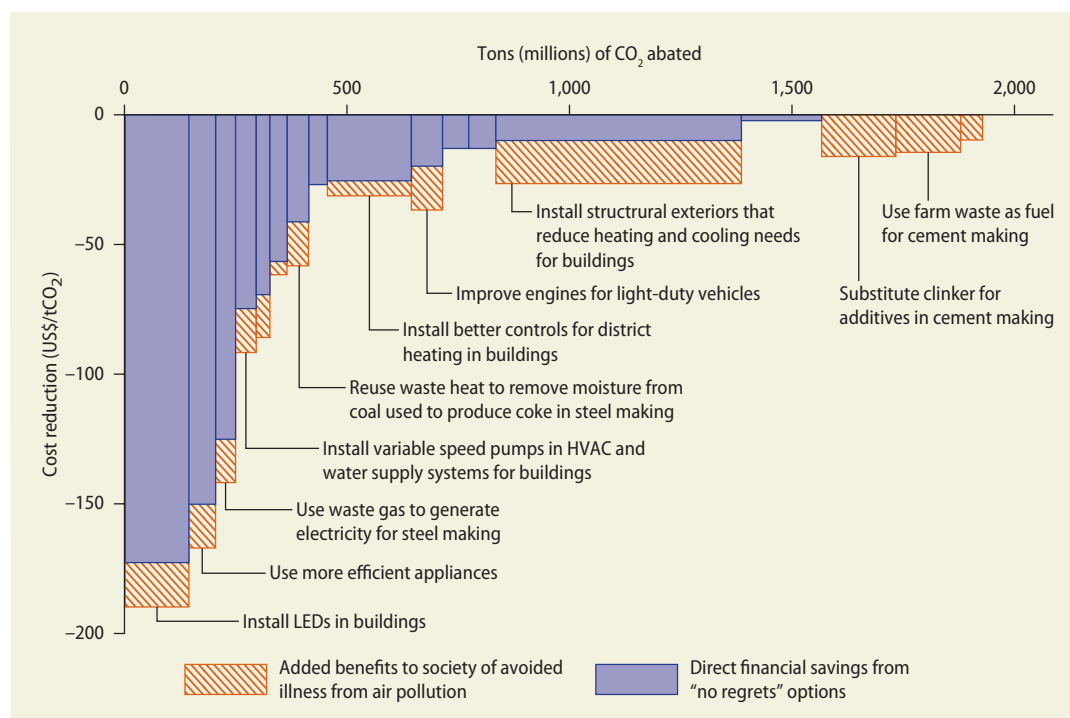 Tons (millions) of CO2 abated
0 500 1,000 1,500 2,000
0
–50
–100
–150
–200
Cost reduction (US$/tCO2)
Install structrural exteriors that
reduce heating and cooling needs
for buildings
Use farm waste as fuel
for cement making
Improve engines for light-duty vehicles
Substitute clinker for
additives in cement making
Install better controls for district
heating in buildings
Reuse waste heat to remove moisture from
coal used to produce coke in steel making
Install variable speed pumps in HVAC and
water supply systems for buildings
Use waste gas to generate
electricity for steel making
Use more efficient appliances
Install LEDs in buildings
Added benefits to society of avoided
illness from air pollution
Direct financial savings from
“no regrets” options